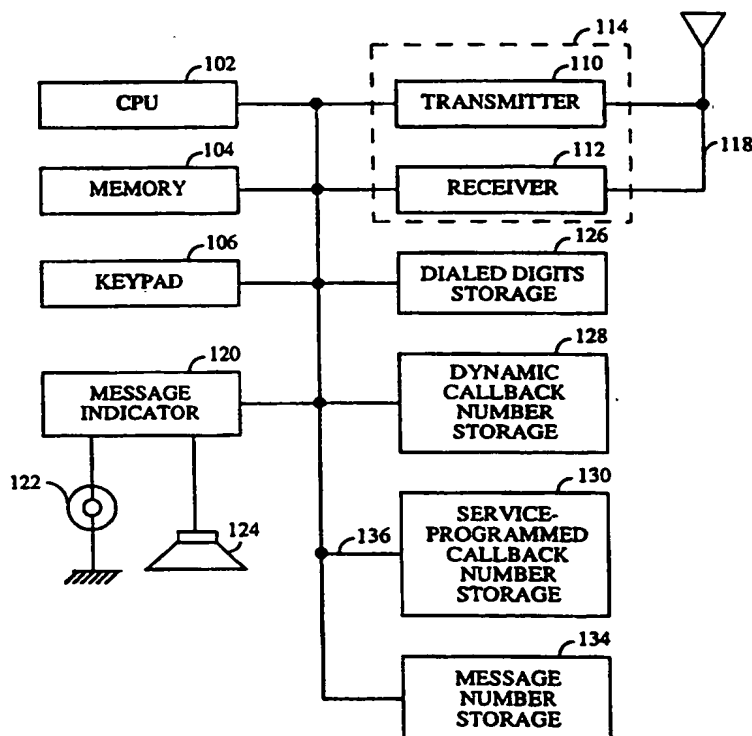 114
102
110
CPU
TRANSMITTER
118
104
112
MEMORY
RECEIVER
106
126
KEYPAD
DIALED DIGITS
STORAGE
120
128
MESSAGE
INDICATOR
DYNAMIC
CALLBACK
NUMBER
STORAGE
122
124
130
136
SERVICE-
PROGRAMMED
CALLBACK
NUMBER
STORAGE
134
MESSAGE
NUMBER
STORAGE